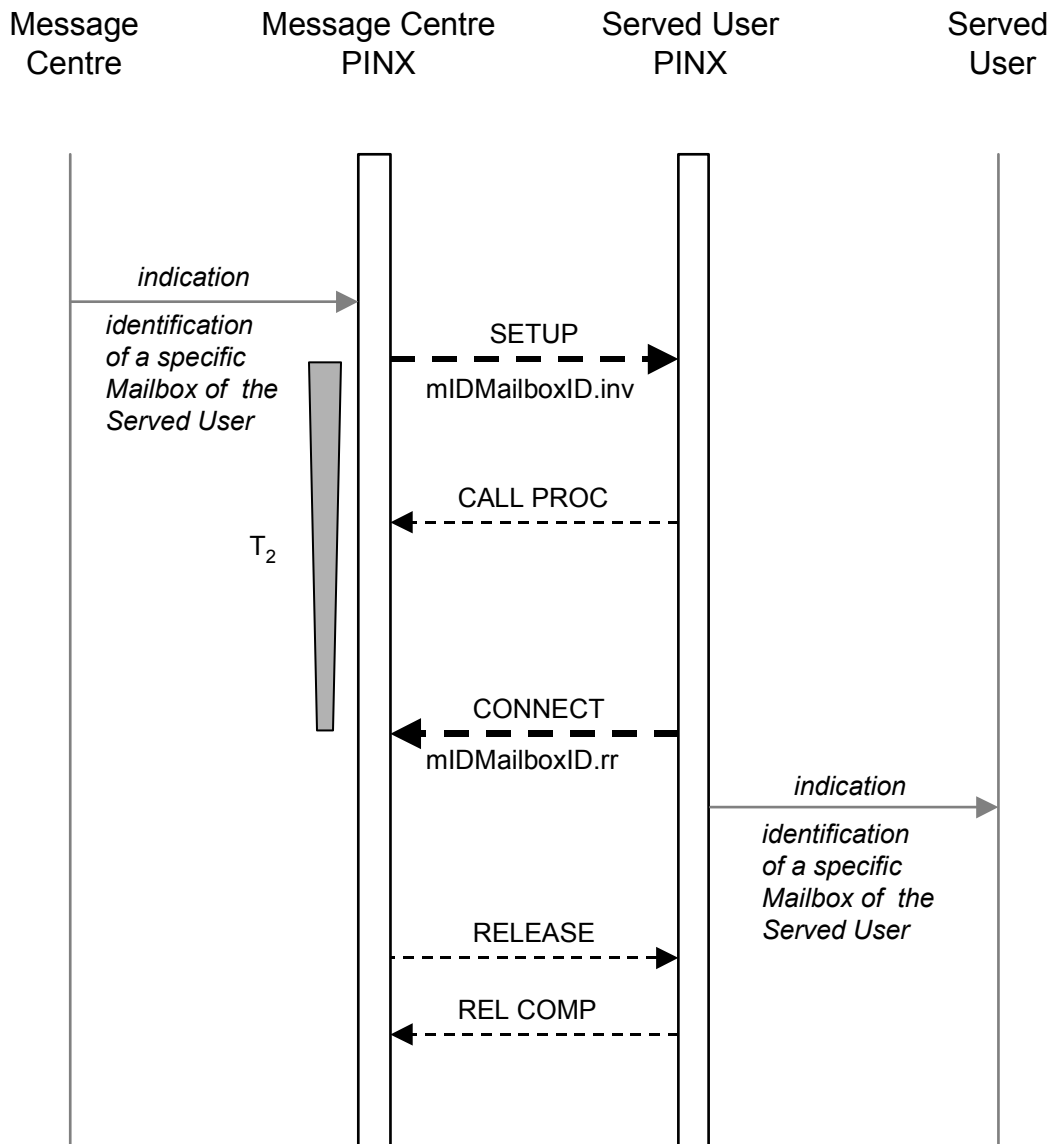 Message
Centre
Message Centre
PINX
Served User
PINX
Served
User
indication
identification
of a specific
Mailbox of the
Served User
SETUP
mIDMailboxID.inv
CALL PROC
T2
CONNECT
mIDMailboxID.rr
indication
identification
of a specific
Mailbox of the
Served User
RELEASE
REL COMP